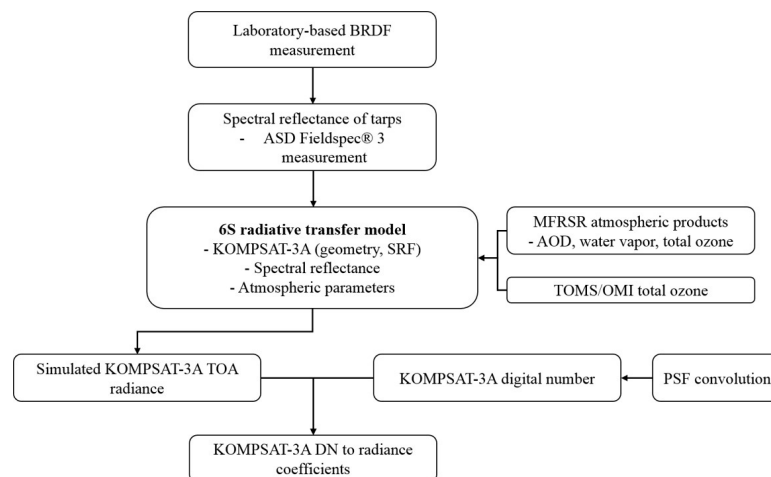 Laboratory-based BRDF
measurement
Spectral reflectance of tarps
- ASD Fieldspec® 3
measurement
6S radiative transfer model
- KOMPSAT-3A (geometry, SRF)
- Spectral reflectance
- Atmospheric parameters
MFRSR atmospheric products
- AOD, water vapor, total ozone
TOMS/OMI total ozone
Simulated KOMPSAT-3A TOA
radiance
KOMPSAT-3A digital number
PSF convolution
KOMPSAT-3A DN to radiance
coefficients